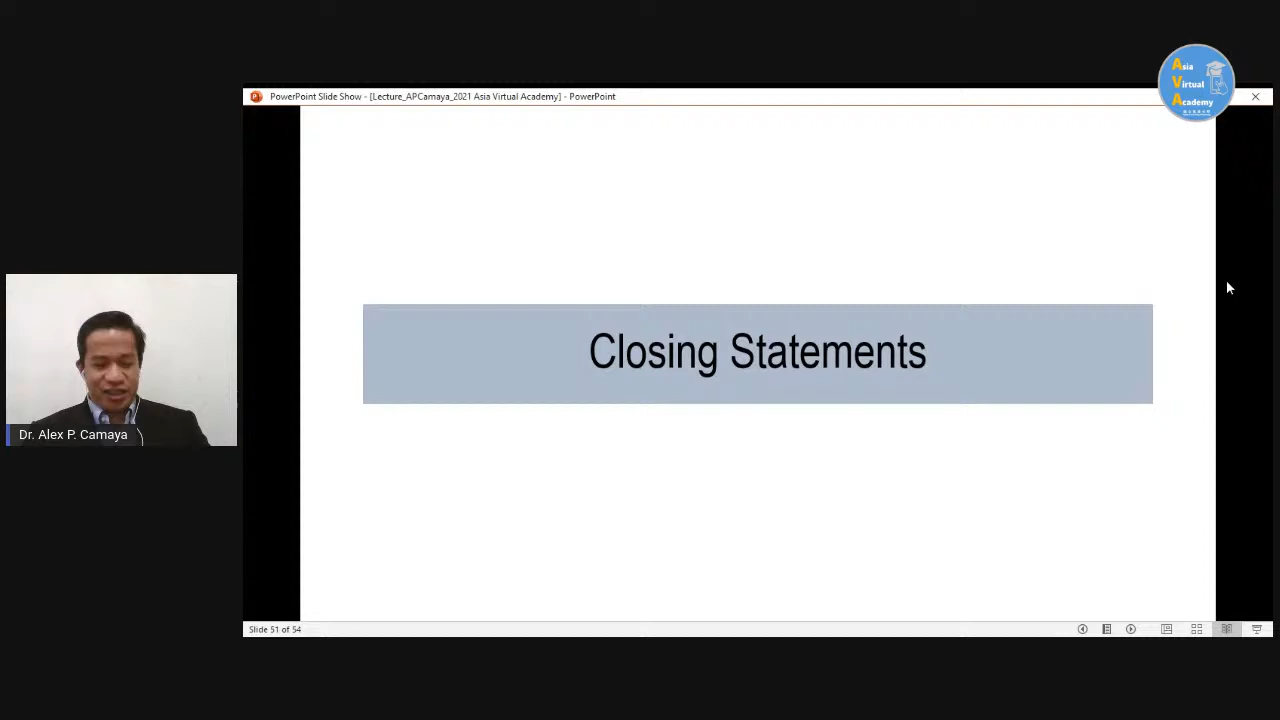 Asia
Virtual
Academy
PowerPoint Slide Show - [Lecture_APCamaya_2021 Asia Virtual Academy] - PowerPoint
Closing Statements
Dr. Alex P. Camaya
Slide 51 of 54